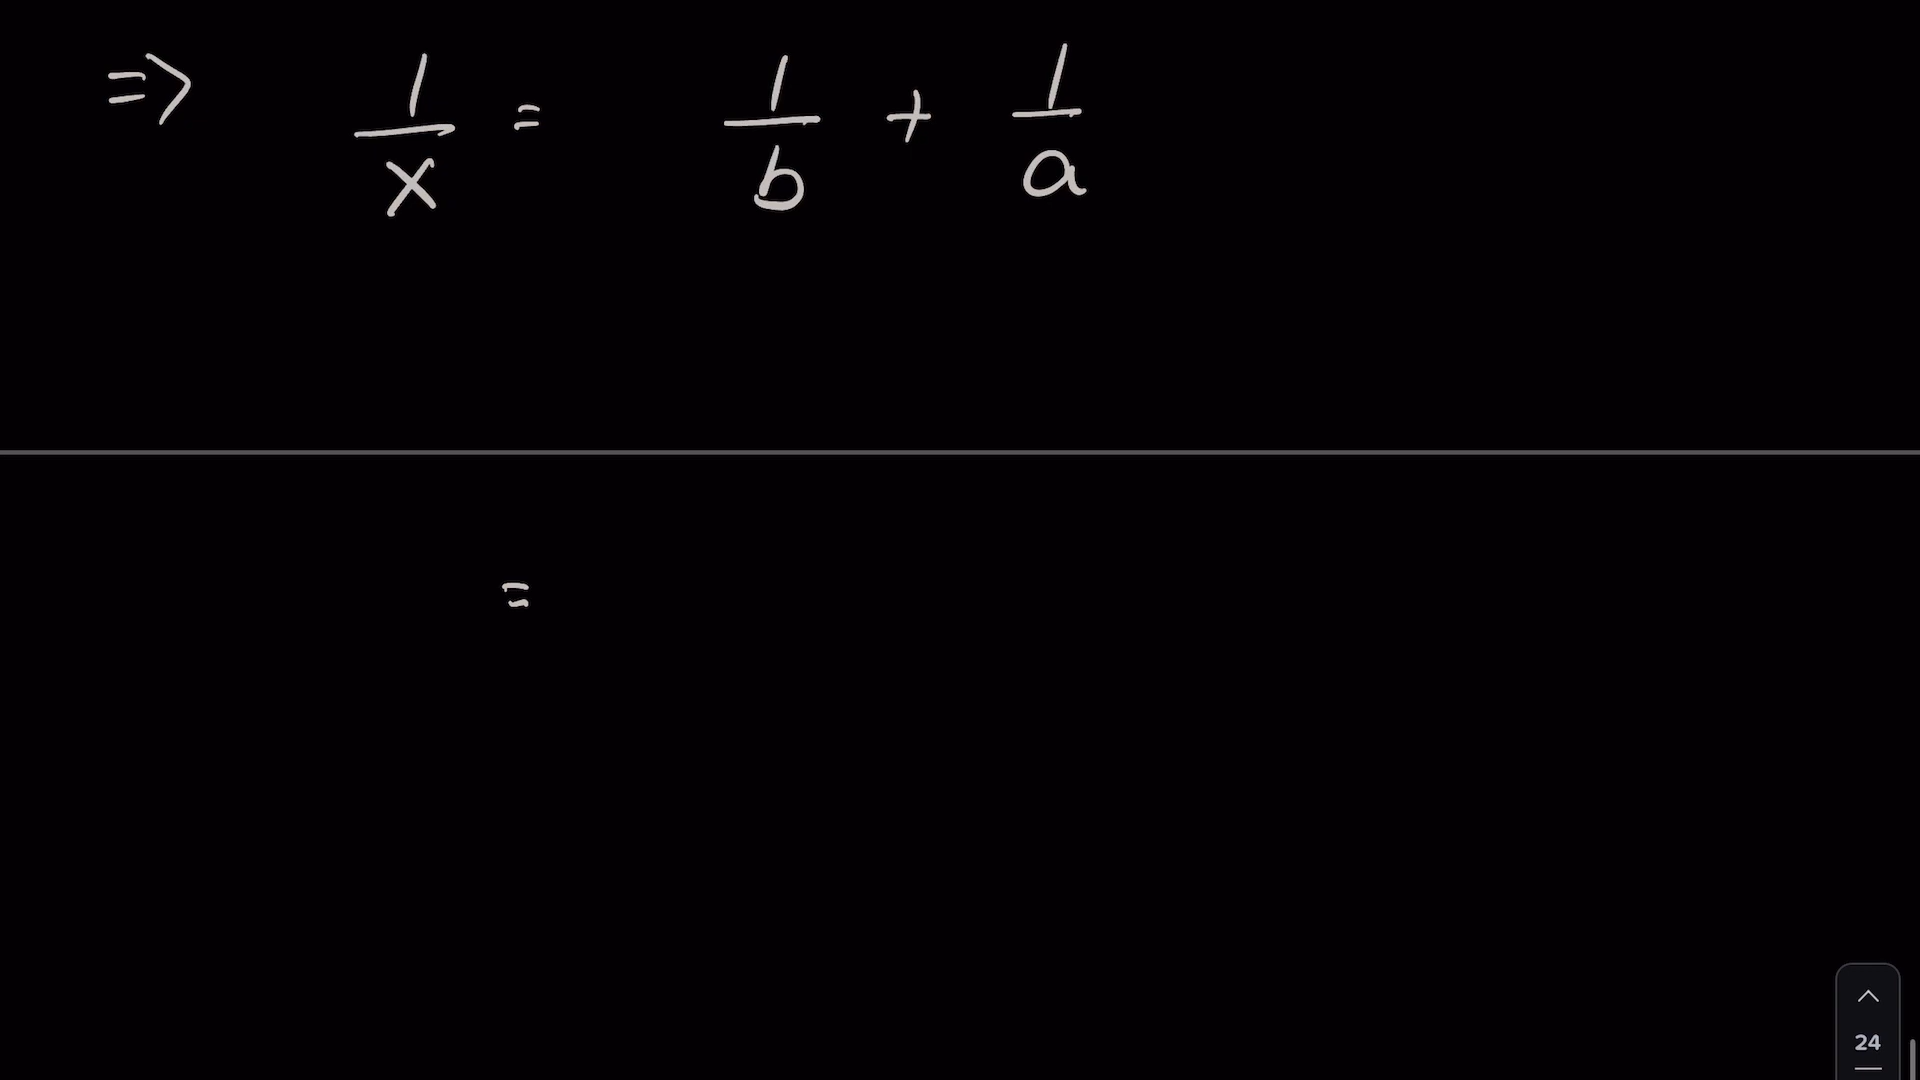 => 1/x = 1/b + 1/a
=
24